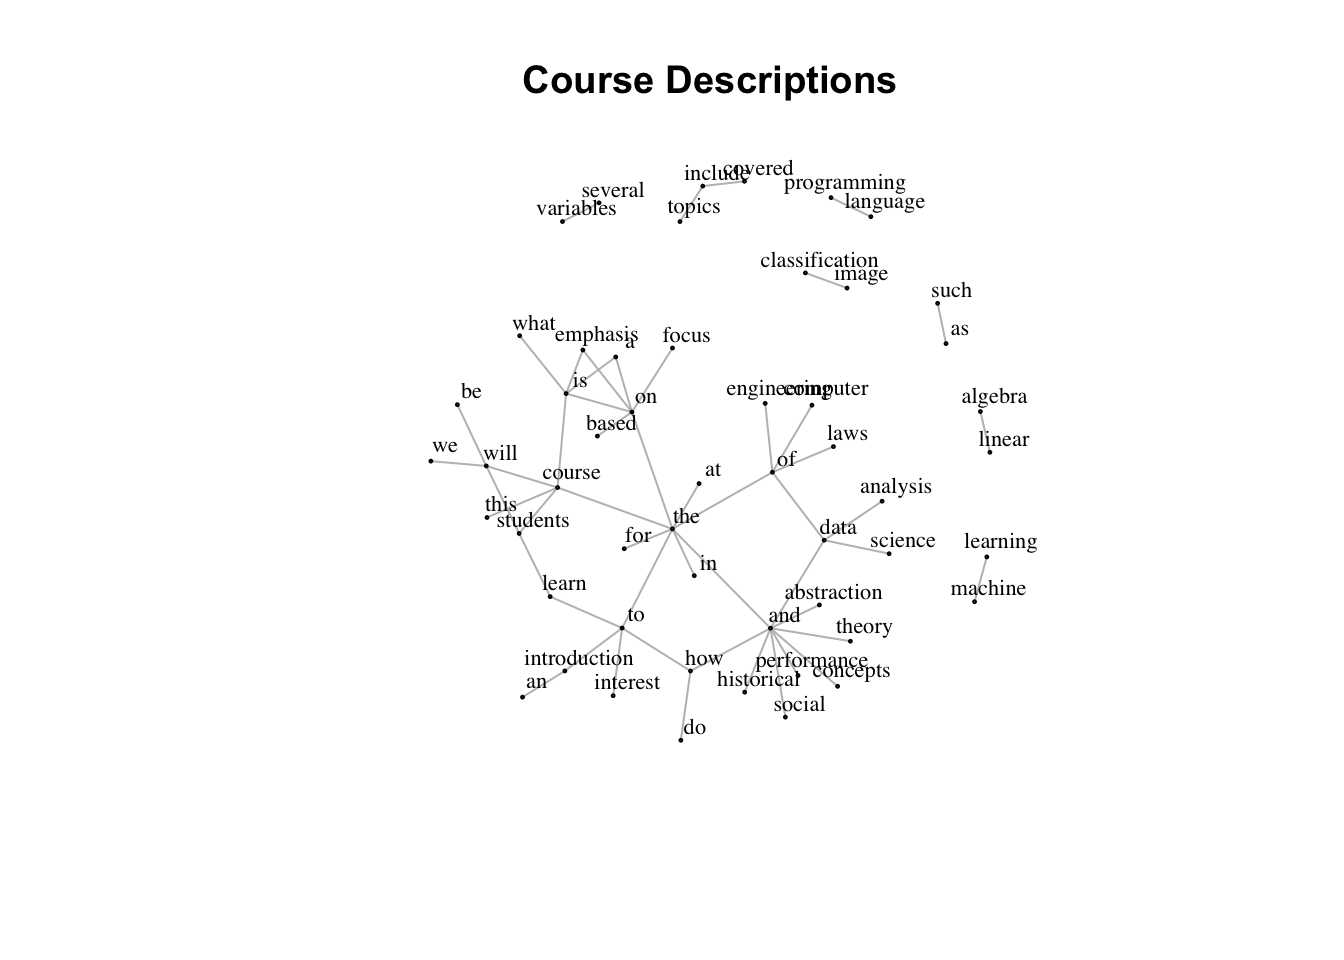 Course Descriptions
covered
include
programming
several
language
variables
topics
classification
image
such
what
as
emphasis
a
focus
is
be
engineering
computer
algebra
on
based
laws
linear
we
will
of
course
at
analysis
this
the
students
data
for
science
learning
in
learn
abstraction
machine
to
and
theory
introduction
how
performance
concepts
an
interest
historical
social
do